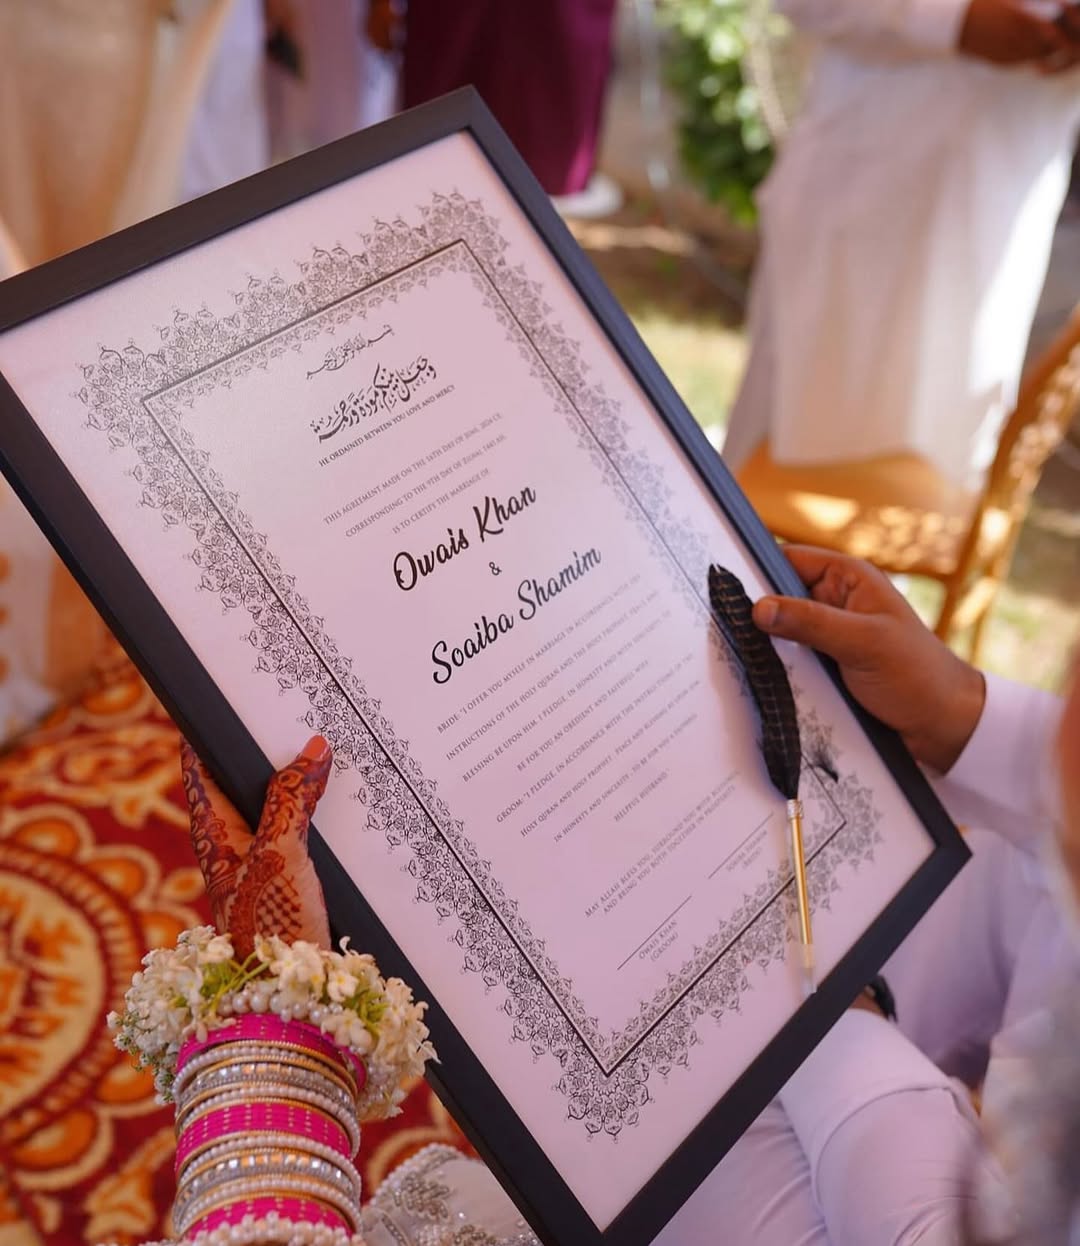 بسم الله الرحمن الرحيم
وجعل بينكم مودة ورحمة
HE ORDAINED BETWEEN YOU LOVE AND MERCY
THIS AGREEMENT MADE ON THE 16TH DAY OF JUNE, 2024 CE,
CORRESPONDING TO THE 9TH DAY OF ZILHAJ, 1445 AH,
IS TO CERTIFY THE MARRIAGE OF
Owais Khan
&
Soaiba Shamim
BRIDE: "I OFFER YOU MYSELF IN MARRIAGE IN ACCORDANCE WITH THE
INSTRUCTIONS OF THE HOLY QURAN AND THE HOLY PROPHET, PEACE AND
BLESSING BE UPON HIM. I PLEDGE, IN HONESTY AND WITH SINCERITY, TO
BE FOR YOU AN OBEDIENT AND FAITHFUL WIFE."
GROOM: "I PLEDGE, IN ACCORDANCE WITH THE INSTRUCTIONS OF THE
HOLY QURAN AND HOLY PROPHET, PEACE AND BLESSING BE UPON HIM,
IN HONESTY AND SINCERITY, TO BE FOR YOU A FAITHFUL
HELPFUL HUSBAND."
MAY ALLAH BLESS YOU, SURROUND YOU WITH BLESSINGS
AND BRING YOU BOTH TOGETHER IN PROSPERITY
SOAIBA SHAMIM
(BRIDE)
OWAIS KHAN
(GROOM)